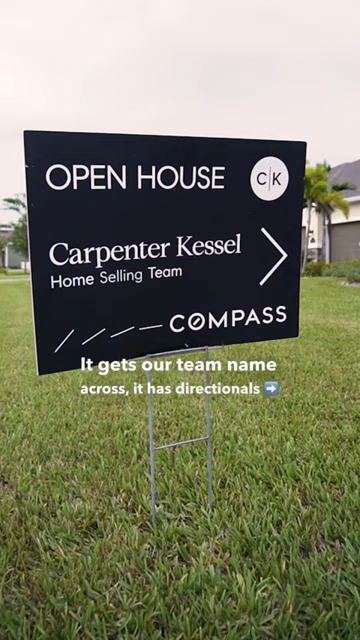 OPEN HOUSE
C|K
Carpenter Kessel
Home Selling Team
COMPASS
It gets our team name
across, it has directionals ➡️